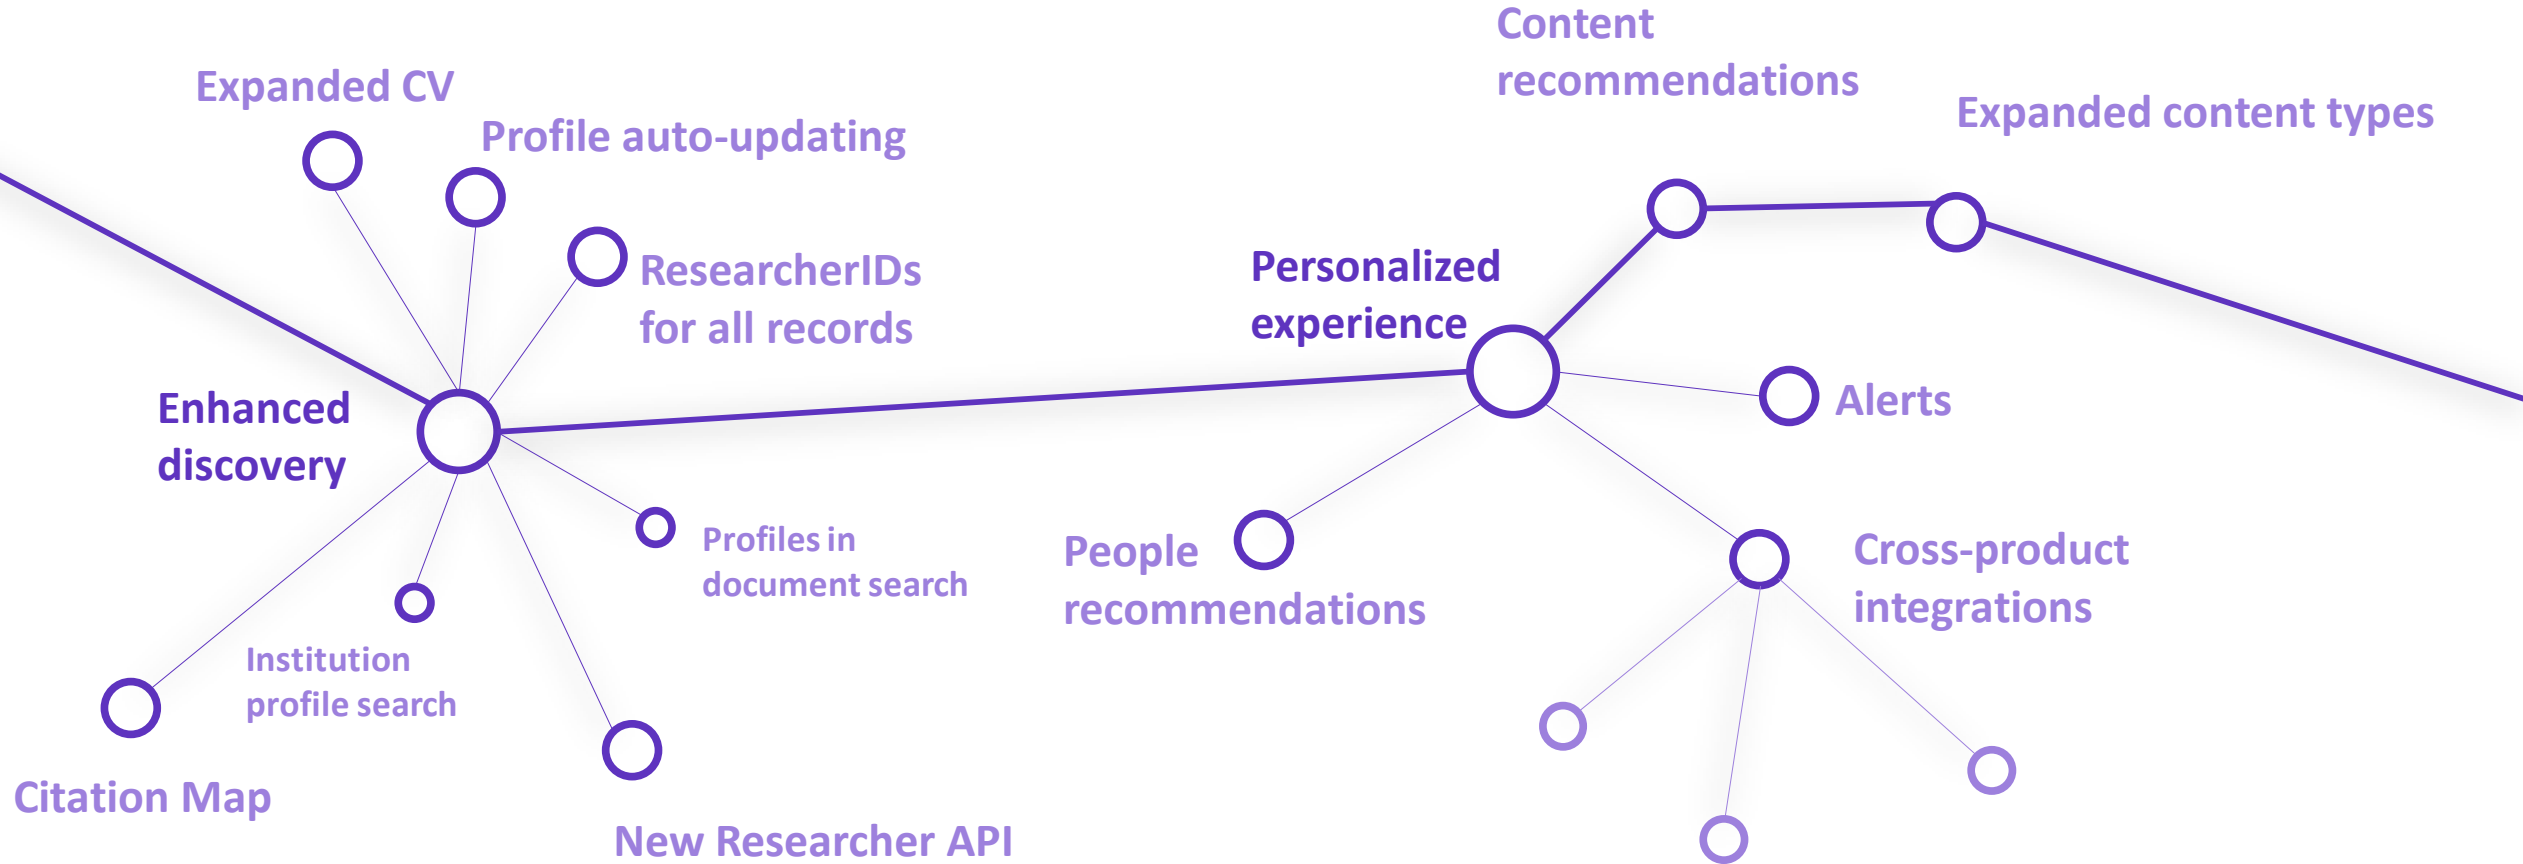 Content
recommendations
Expanded CV
Expanded content types
Profile auto-updating
ResearcherIDs
for all records
Personalized
experience
Enhanced
discovery
Alerts
Profiles in
document search
People
recommendations
Cross-product
integrations
Institution
profile search
Citation Map
New Researcher API